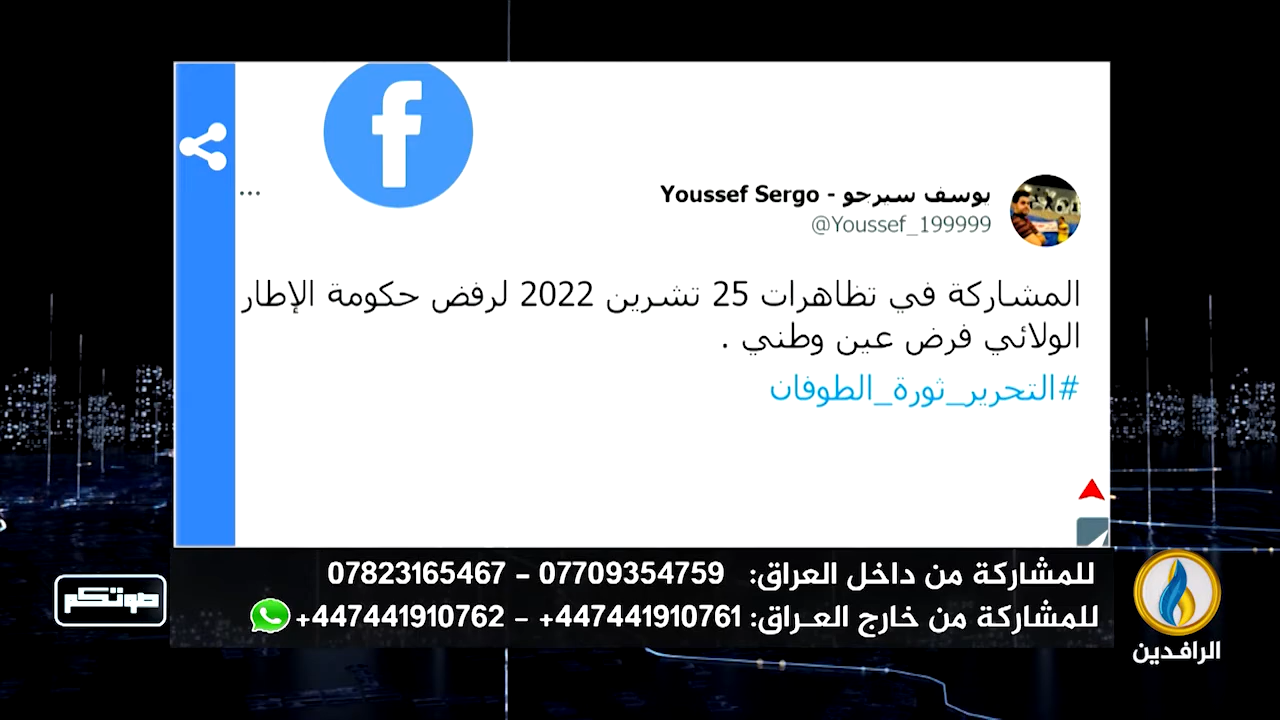 f
يوسف سيرجو - Youssef Sergo
@Youssef_199999
...
المشاركة في تظاهرات 25 تشرين 2022 لرفض حكومة الإطار
الولائي فرض عين وطني .
#التحرير_ثورة_الطوفان
للمشاركة من داخل العراق: 07709354759 - 07823165467
للمشاركة من خارج العـراق: 447441910761+ - 447441910762+
صوتكم
الرافدين